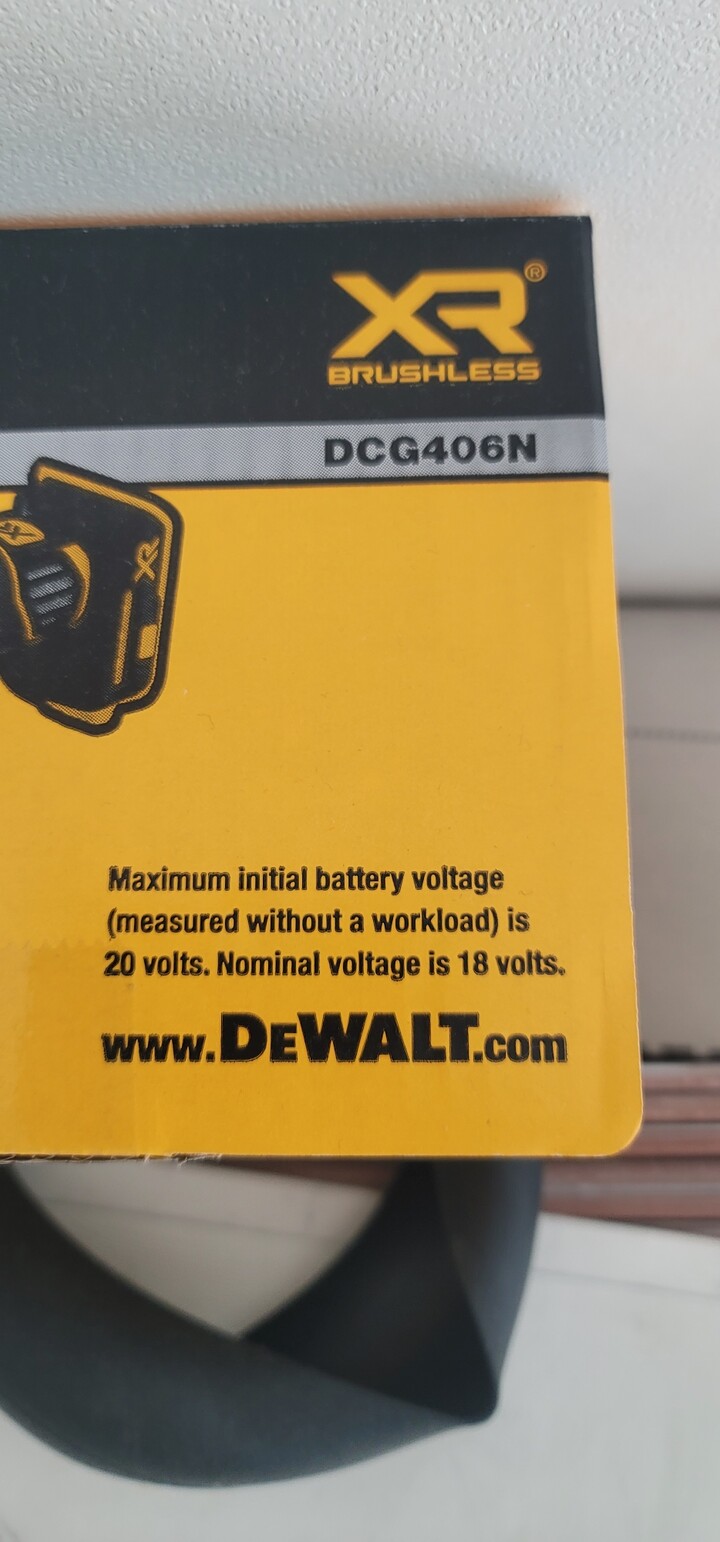 XR®
BRUSHLESS
DCG406N
XR
Maximum initial battery voltage
(measured without a workload) is
20 volts. Nominal voltage is 18 volts.
www.DEWALT.com